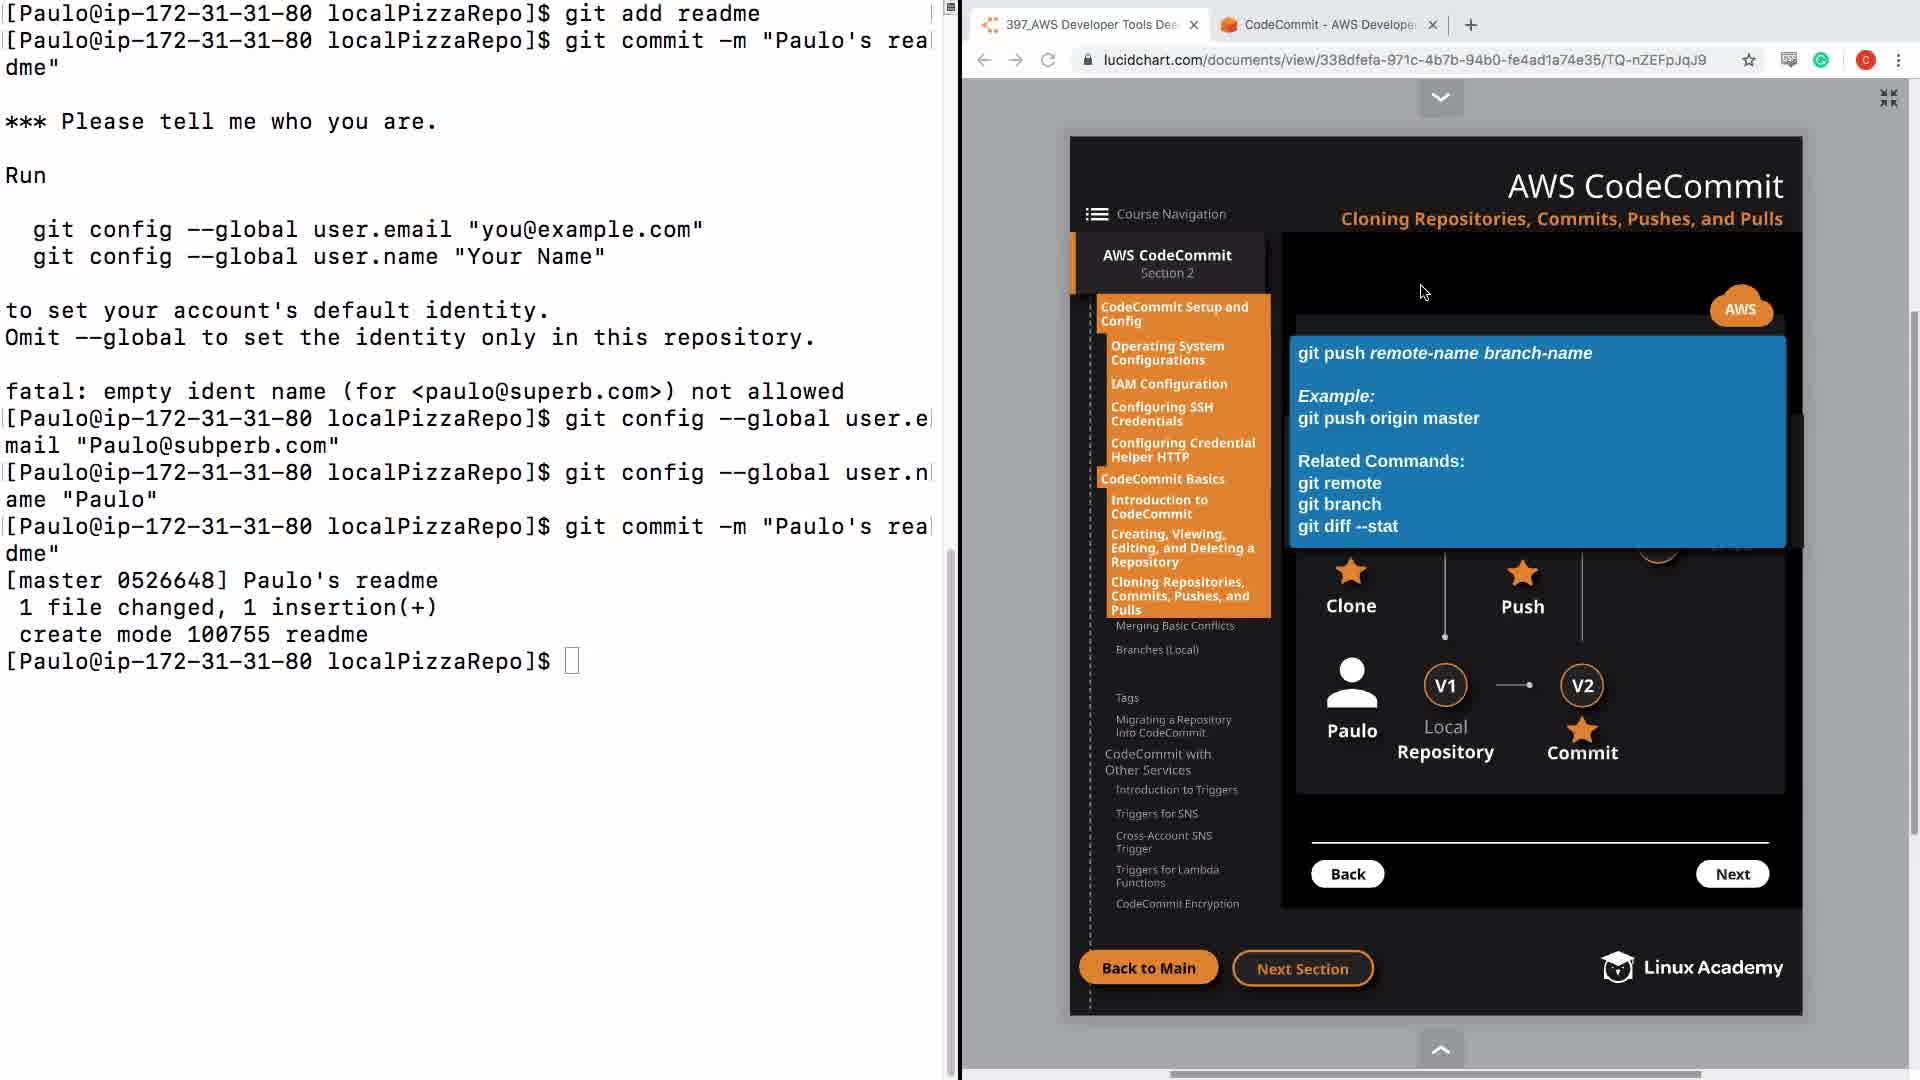 [Paulo@ip-172-31-31-80 localPizzaRepo]$ git add readme
[Paulo@ip-172-31-31-80 localPizzaRepo]$ git commit -m "Paulo's rea
dme"
*** Please tell me who you are.
Run
git config --global user.email "you@example.com"
git config --global user.name "Your Name"
to set your account's default identity.
Omit --global to set the identity only in this repository.
fatal: empty ident name (for <paulo@superb.com>) not allowed
[Paulo@ip-172-31-31-80 localPizzaRepo]$ git config --global user.e
mail "Paulo@subperb.com"
[Paulo@ip-172-31-31-80 localPizzaRepo]$ git config --global user.n
ame "Paulo"
[Paulo@ip-172-31-31-80 localPizzaRepo]$ git commit -m "Paulo's rea
dme"
[master 0526648] Paulo's readme
1 file changed, 1 insertion(+)
create mode 100755 readme
[Paulo@ip-172-31-31-80 localPizzaRepo]$
397_AWS Developer Tools Dee
CodeCommit - AWS Develope
lucidchart.com/documents/view/338dfefa-971c-4b7b-94b0-fe4ad1a74e35/TQ-nZEFpJqJ9
C
AWS CodeCommit
Cloning Repositories, Commits, Pushes, and Pulls
Course Navigation
AWS CodeCommit
Section 2
CodeCommit Setup and
Config
Operating System
Configurations
IAM Configuration
Configuring SSH
Credentials
Configuring Credential
Helper HTTP
CodeCommit Basics
Introduction to
CodeCommit
Creating, Viewing,
Editing, and Deleting a
Repository
Cloning Repositories,
Commits, Pushes, and
Pulls
Merging Basic Conflicts
Branches (Local)
Tags
Migrating a Repository
Into CodeCommit
CodeCommit with
Other Services
Introduction to Triggers
Triggers for SNS
Cross-Account SNS
Trigger
Triggers for Lambda
Functions
CodeCommit Encryption
AWS
git push remote-name branch-name
Example:
git push origin master
Related Commands:
git remote
git branch
git diff --stat
Clone
Push
V1
V2
Paulo
Local
Repository
Commit
Back
Next
Back to Main
Next Section
Linux Academy